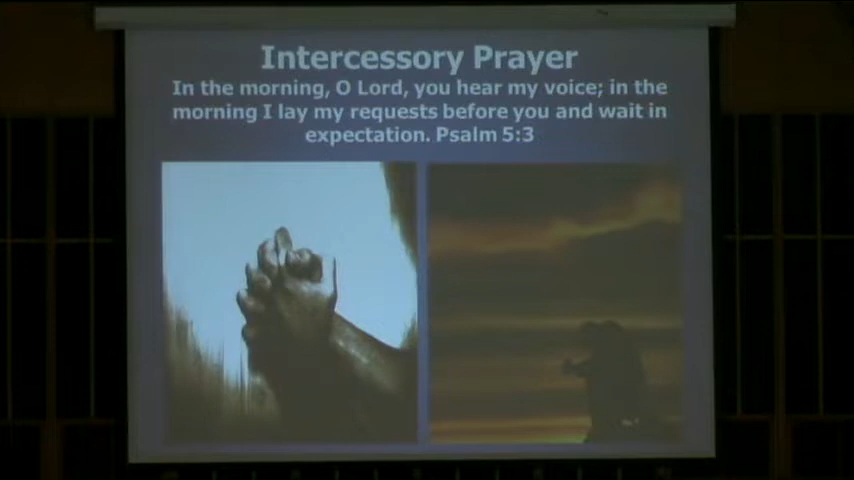 Intercessory Prayer
In the morning, O Lord, you hear my voice; in the
morning I lay my requests before you and wait in
expectation. Psalm 5:3